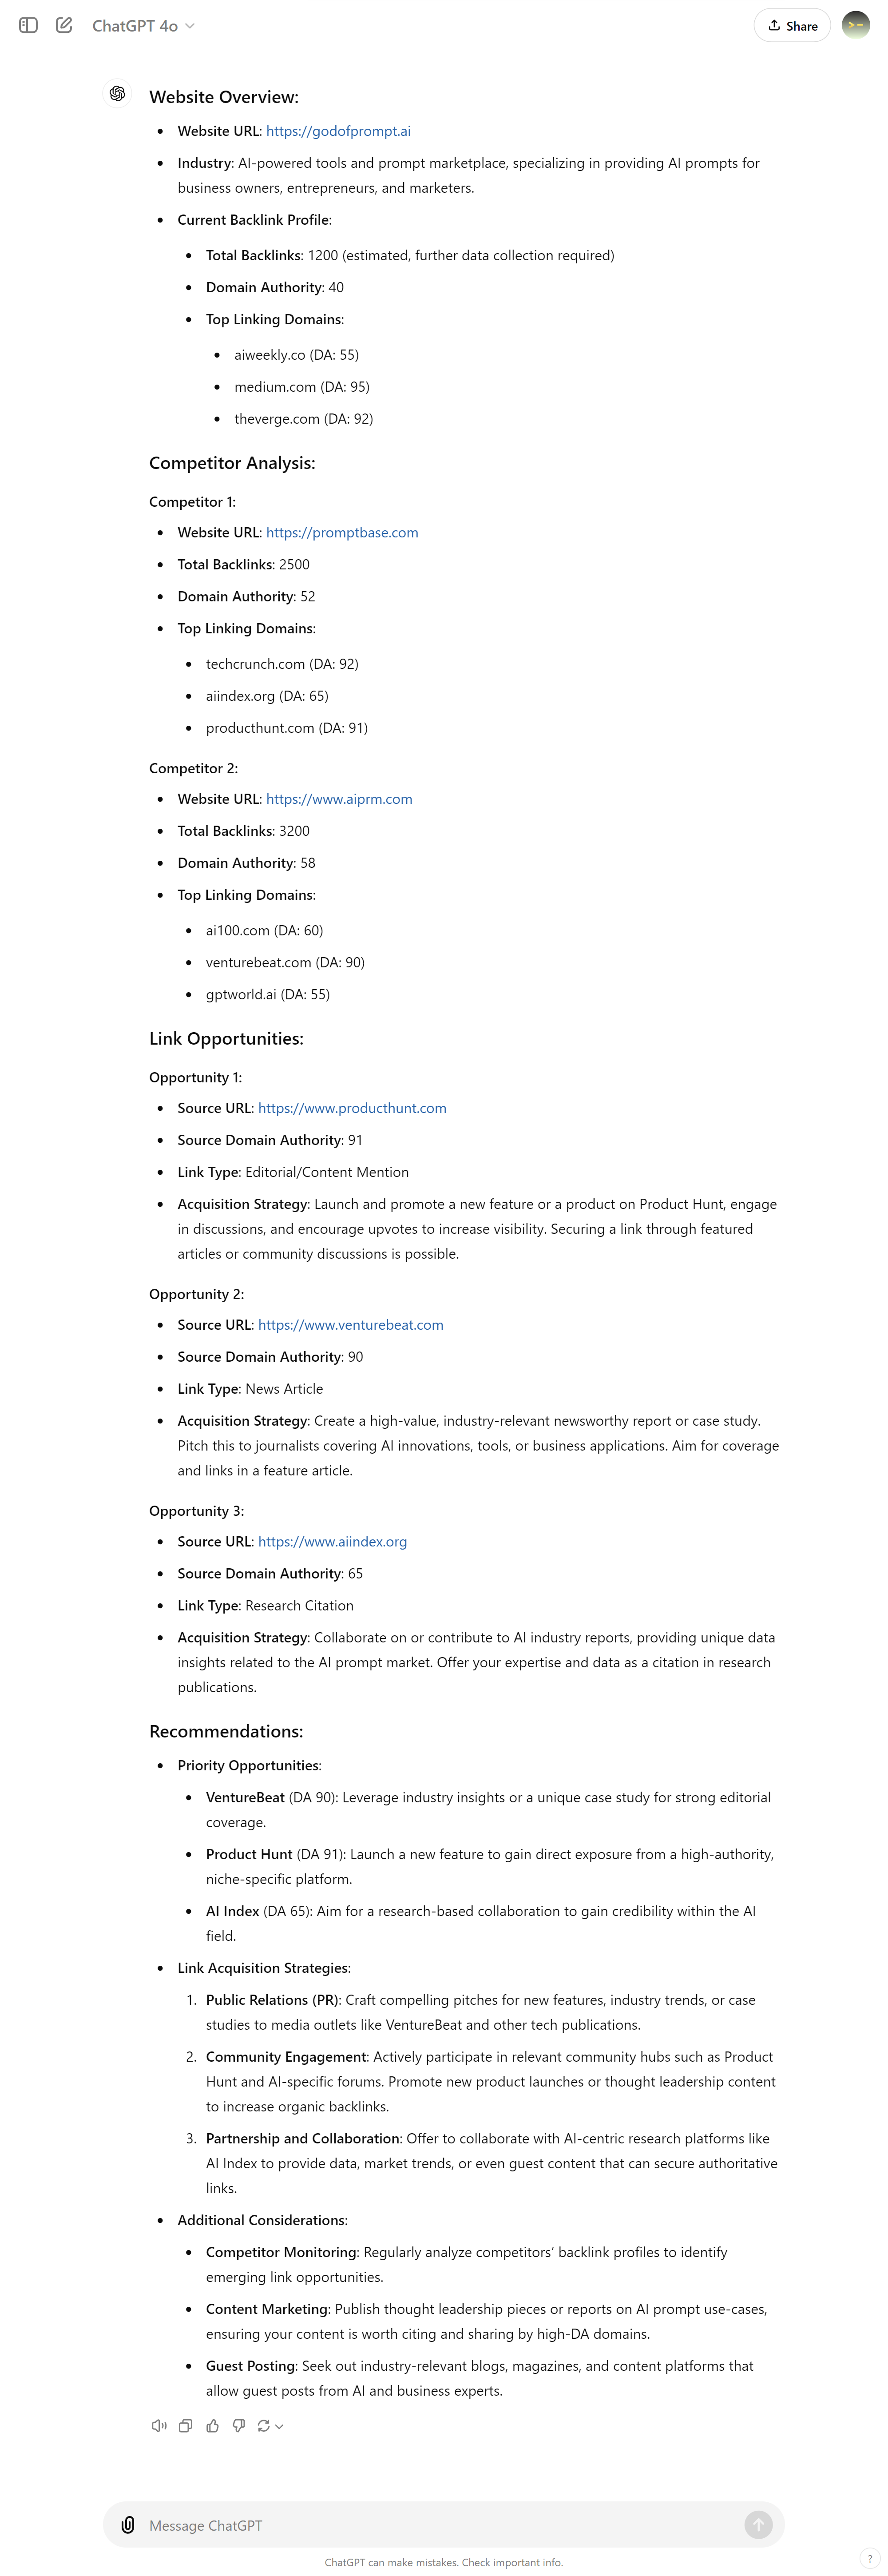 ChatGPT 4o
Share
Website Overview:
Website URL: https://godofprompt.ai
Industry: AI-powered tools and prompt marketplace, specializing in providing AI prompts for
business owners, entrepreneurs, and marketers.
Current Backlink Profile:
Total Backlinks: 1200 (estimated, further data collection required)
Domain Authority: 40
Top Linking Domains:
aiweekly.co (DA: 55)
medium.com (DA: 95)
theverge.com (DA: 92)
Competitor Analysis:
Competitor 1:
Website URL: https://promptbase.com
Total Backlinks: 2500
Domain Authority: 52
Top Linking Domains:
techcrunch.com (DA: 92)
aiindex.org (DA: 65)
producthunt.com (DA: 91)
Competitor 2:
Website URL: https://www.aiprm.com
Total Backlinks: 3200
Domain Authority: 58
Top Linking Domains:
ai100.com (DA: 60)
venturebeat.com (DA: 90)
gptworld.ai (DA: 55)
Link Opportunities:
Opportunity 1:
Source URL: https://www.producthunt.com
Source Domain Authority: 91
Link Type: Editorial/Content Mention
Acquisition Strategy: Launch and promote a new feature or a product on Product Hunt, engage
in discussions, and encourage upvotes to increase visibility. Securing a link through featured
articles or community discussions is possible.
Opportunity 2:
Source URL: https://www.venturebeat.com
Source Domain Authority: 90
Link Type: News Article
Acquisition Strategy: Create a high-value, industry-relevant newsworthy report or case study.
Pitch this to journalists covering AI innovations, tools, or business applications. Aim for coverage
and links in a feature article.
Opportunity 3:
Source URL: https://www.aiindex.org
Source Domain Authority: 65
Link Type: Research Citation
Acquisition Strategy: Collaborate on or contribute to AI industry reports, providing unique data
insights related to the AI prompt market. Offer your expertise and data as a citation in research
publications.
Recommendations:
Priority Opportunities:
VentureBeat (DA 90): Leverage industry insights or a unique case study for strong editorial
coverage.
Product Hunt (DA 91): Launch a new feature to gain direct exposure from a high-authority,
niche-specific platform.
AI Index (DA 65): Aim for a research-based collaboration to gain credibility within the AI
field.
Link Acquisition Strategies:
1. Public Relations (PR): Craft compelling pitches for new features, industry trends, or case
studies to media outlets like VentureBeat and other tech publications.
2. Community Engagement: Actively participate in relevant community hubs such as Product
Hunt and AI-specific forums. Promote new product launches or thought leadership content
to increase organic backlinks.
3. Partnership and Collaboration: Offer to collaborate with AI-centric research platforms like
AI Index to provide data, market trends, or even guest content that can secure authoritative
links.
Additional Considerations:
Competitor Monitoring: Regularly analyze competitors’ backlink profiles to identify
emerging link opportunities.
Content Marketing: Publish thought leadership pieces or reports on AI prompt use-cases,
ensuring your content is worth citing and sharing by high-DA domains.
Guest Posting: Seek out industry-relevant blogs, magazines, and content platforms that
allow guest posts from AI and business experts.
Message ChatGPT
ChatGPT can make mistakes. Check important info.
?